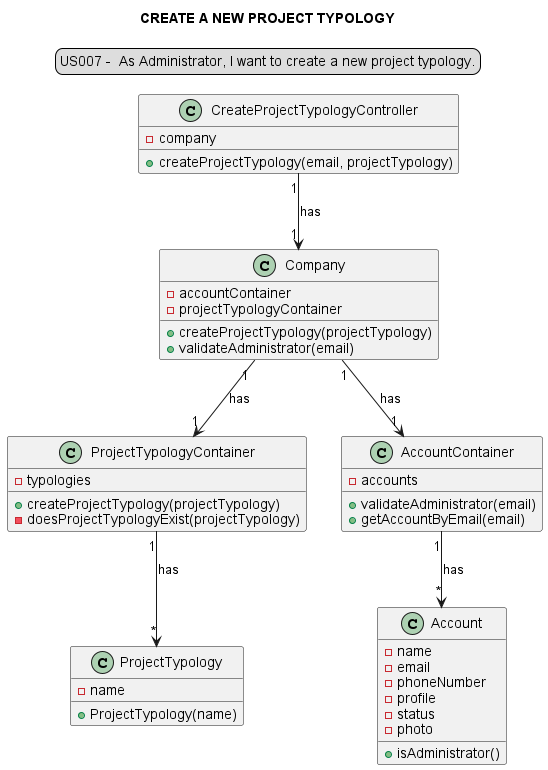 CREATE A NEW PROJECT TYPOLOGY
US007 -  As Administrator, I want to create a new project typology.
C CreateProjectTypologyController
company
createProjectTypology(email, projectTypology)
1
has
1
C Company
accountContainer
projectTypologyContainer
createProjectTypology(projectTypology)
validateAdministrator(email)
1 1
has has
1 1
C ProjectTypologyContainer
typologies
createProjectTypology(projectTypology)
doesProjectTypologyExist(projectTypology)
C AccountContainer
accounts
validateAdministrator(email)
getAccountByEmail(email)
1 1
has has
* *
C ProjectTypology
name
ProjectTypology(name)
C Account
name
email
phoneNumber
profile
status
photo
isAdministrator()